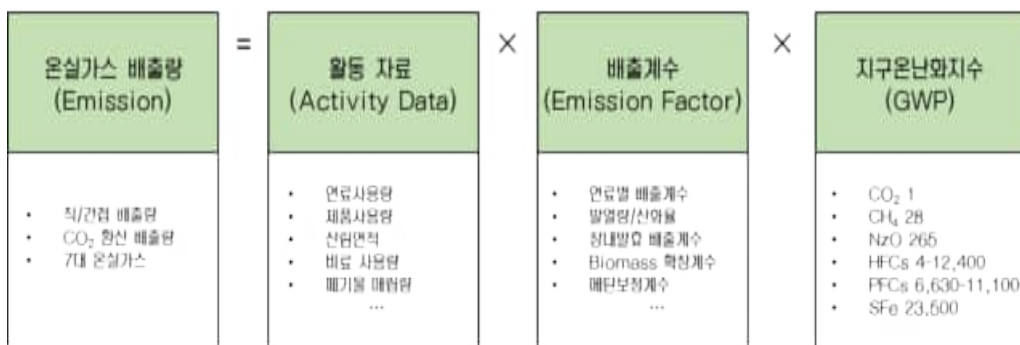 온실가스 배출량
(Emission)
=
활동 자료
(Activity Data)
×
배출계수
(Emission Factor)
×
지구온난화지수
(GWP)
• 직/간접 배출량
• CO₂ 환산 배출량
• 7대 온실가스
• 연료사용량
• 제품사용량
• 산림면적
• 비료 사용량
• 폐기물 매립량
...
• 연료별 배출계수
• 발열량/산화율
• 장내발효 배출계수
• Biomass 확장계수
• 메탄보정계수
...
• CO₂ 1
• CH₄ 28
• NzO 265
• HFCs 4-12,400
• PFCs 6,630-11,100
• SFe 23,500